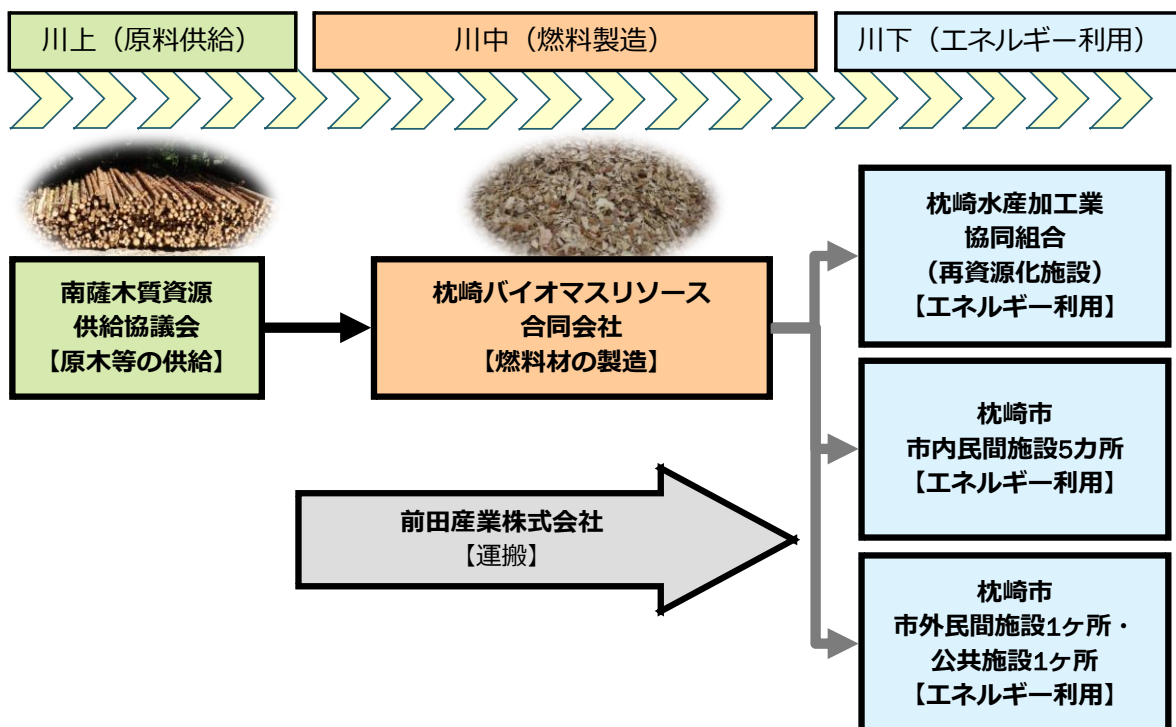 川上（原料供給）
川中（燃料製造）
川下（エネルギー利用）
南薩木質資源
供給協議会
【原木等の供給】
枕崎バイオマスリソース
合同会社
【燃料材の製造】
枕崎水産加工業
協同組合
（再資源化施設）
【エネルギー利用】
枕崎市
市内民間施設5カ所
【エネルギー利用】
前田産業株式会社
【運搬】
枕崎市
市外民間施設1ヶ所・
公共施設1ヶ所
【エネルギー利用】